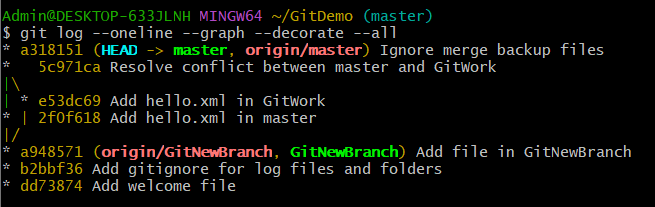 Admin@DESKTOP-633JLNH MINGW64 ~/GitDemo (master)
$ git log --oneline --graph --decorate --all
* a318151 (HEAD -> master, origin/master) Ignore merge backup files
*   5c971ca Resolve conflict between master and GitWork
|\
| * e53dc69 Add hello.xml in GitWork
* | 2f0f618 Add hello.xml in master
|/
* a948571 (origin/GitNewBranch, GitNewBranch) Add file in GitNewBranch
* b2bbf36 Add gitignore for log files and folders
* dd73874 Add welcome file